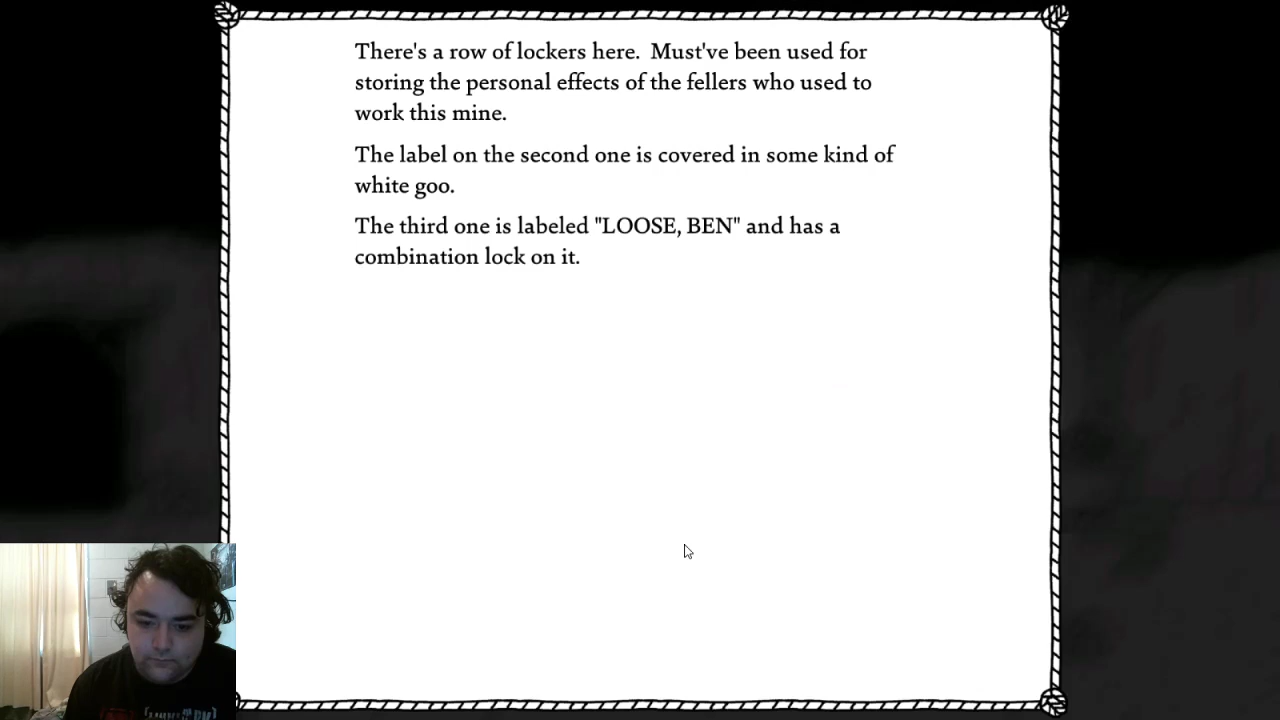 There's a row of lockers here.  Must've been used for
storing the personal effects of the fellers who used to
work this mine.
The label on the second one is covered in some kind of
white goo.
The third one is labeled "LOOSE, BEN" and has a
combination lock on it.